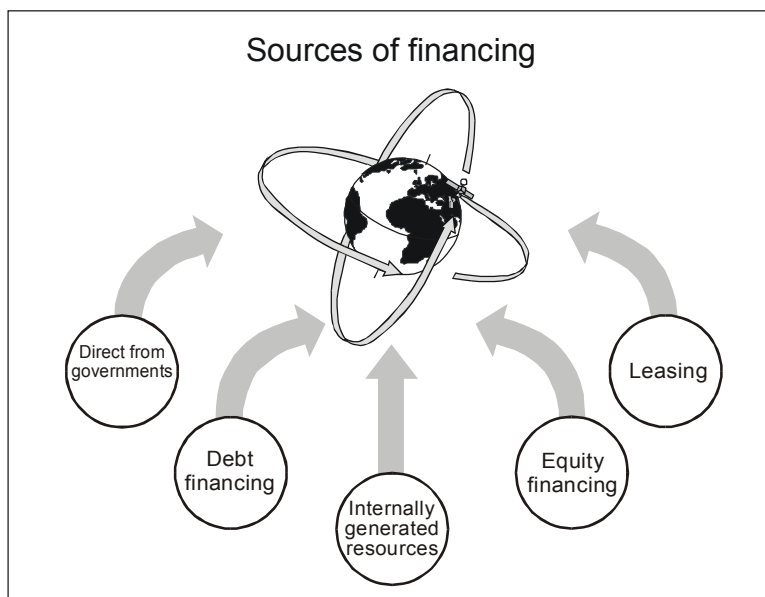 Sources of financing
Direct from
governments
Debt
financing
Internally
generated
resources
Equity
financing
Leasing